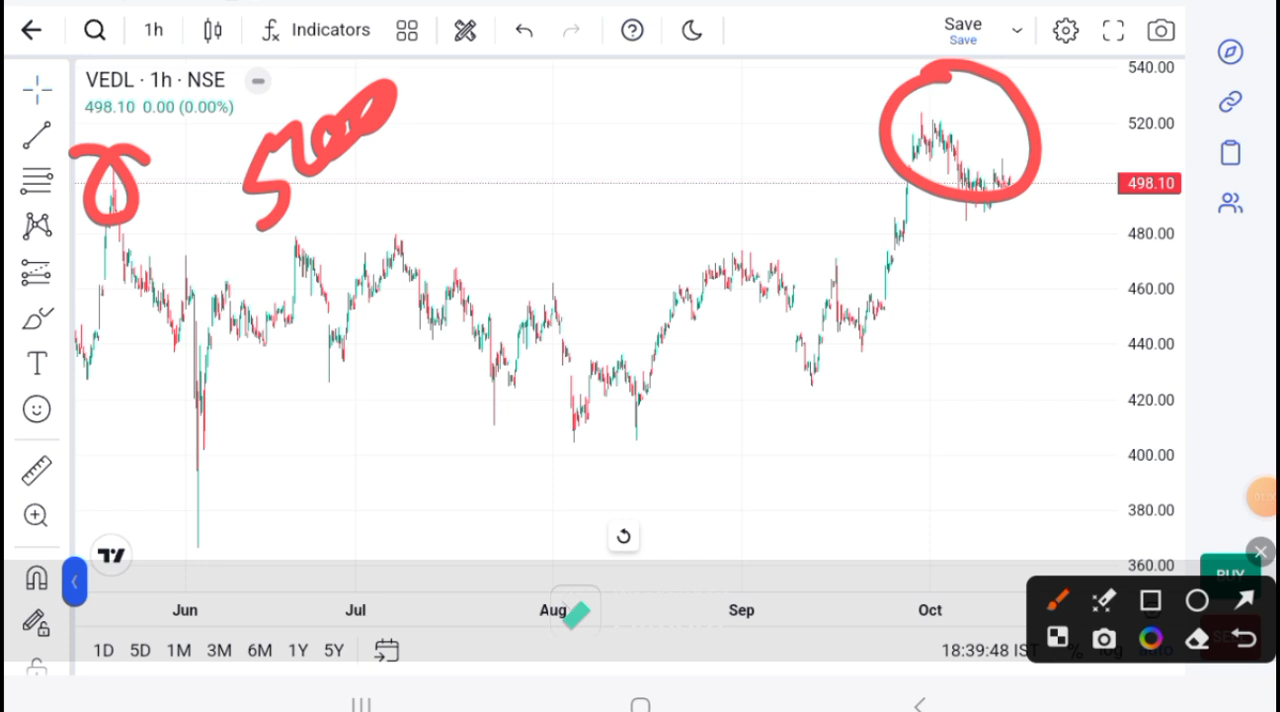 1h Indicators Save
Save
VEDL · 1h · NSE
498.10 0.00 (0.00%)
540.00
520.00
498.10
480.00
460.00
440.00
420.00
400.00
380.00
360.00
BUY
Jun Jul Aug Sep Oct
1D 5D 1M 3M 6M 1Y 5Y 18:39:48 IST % log auto